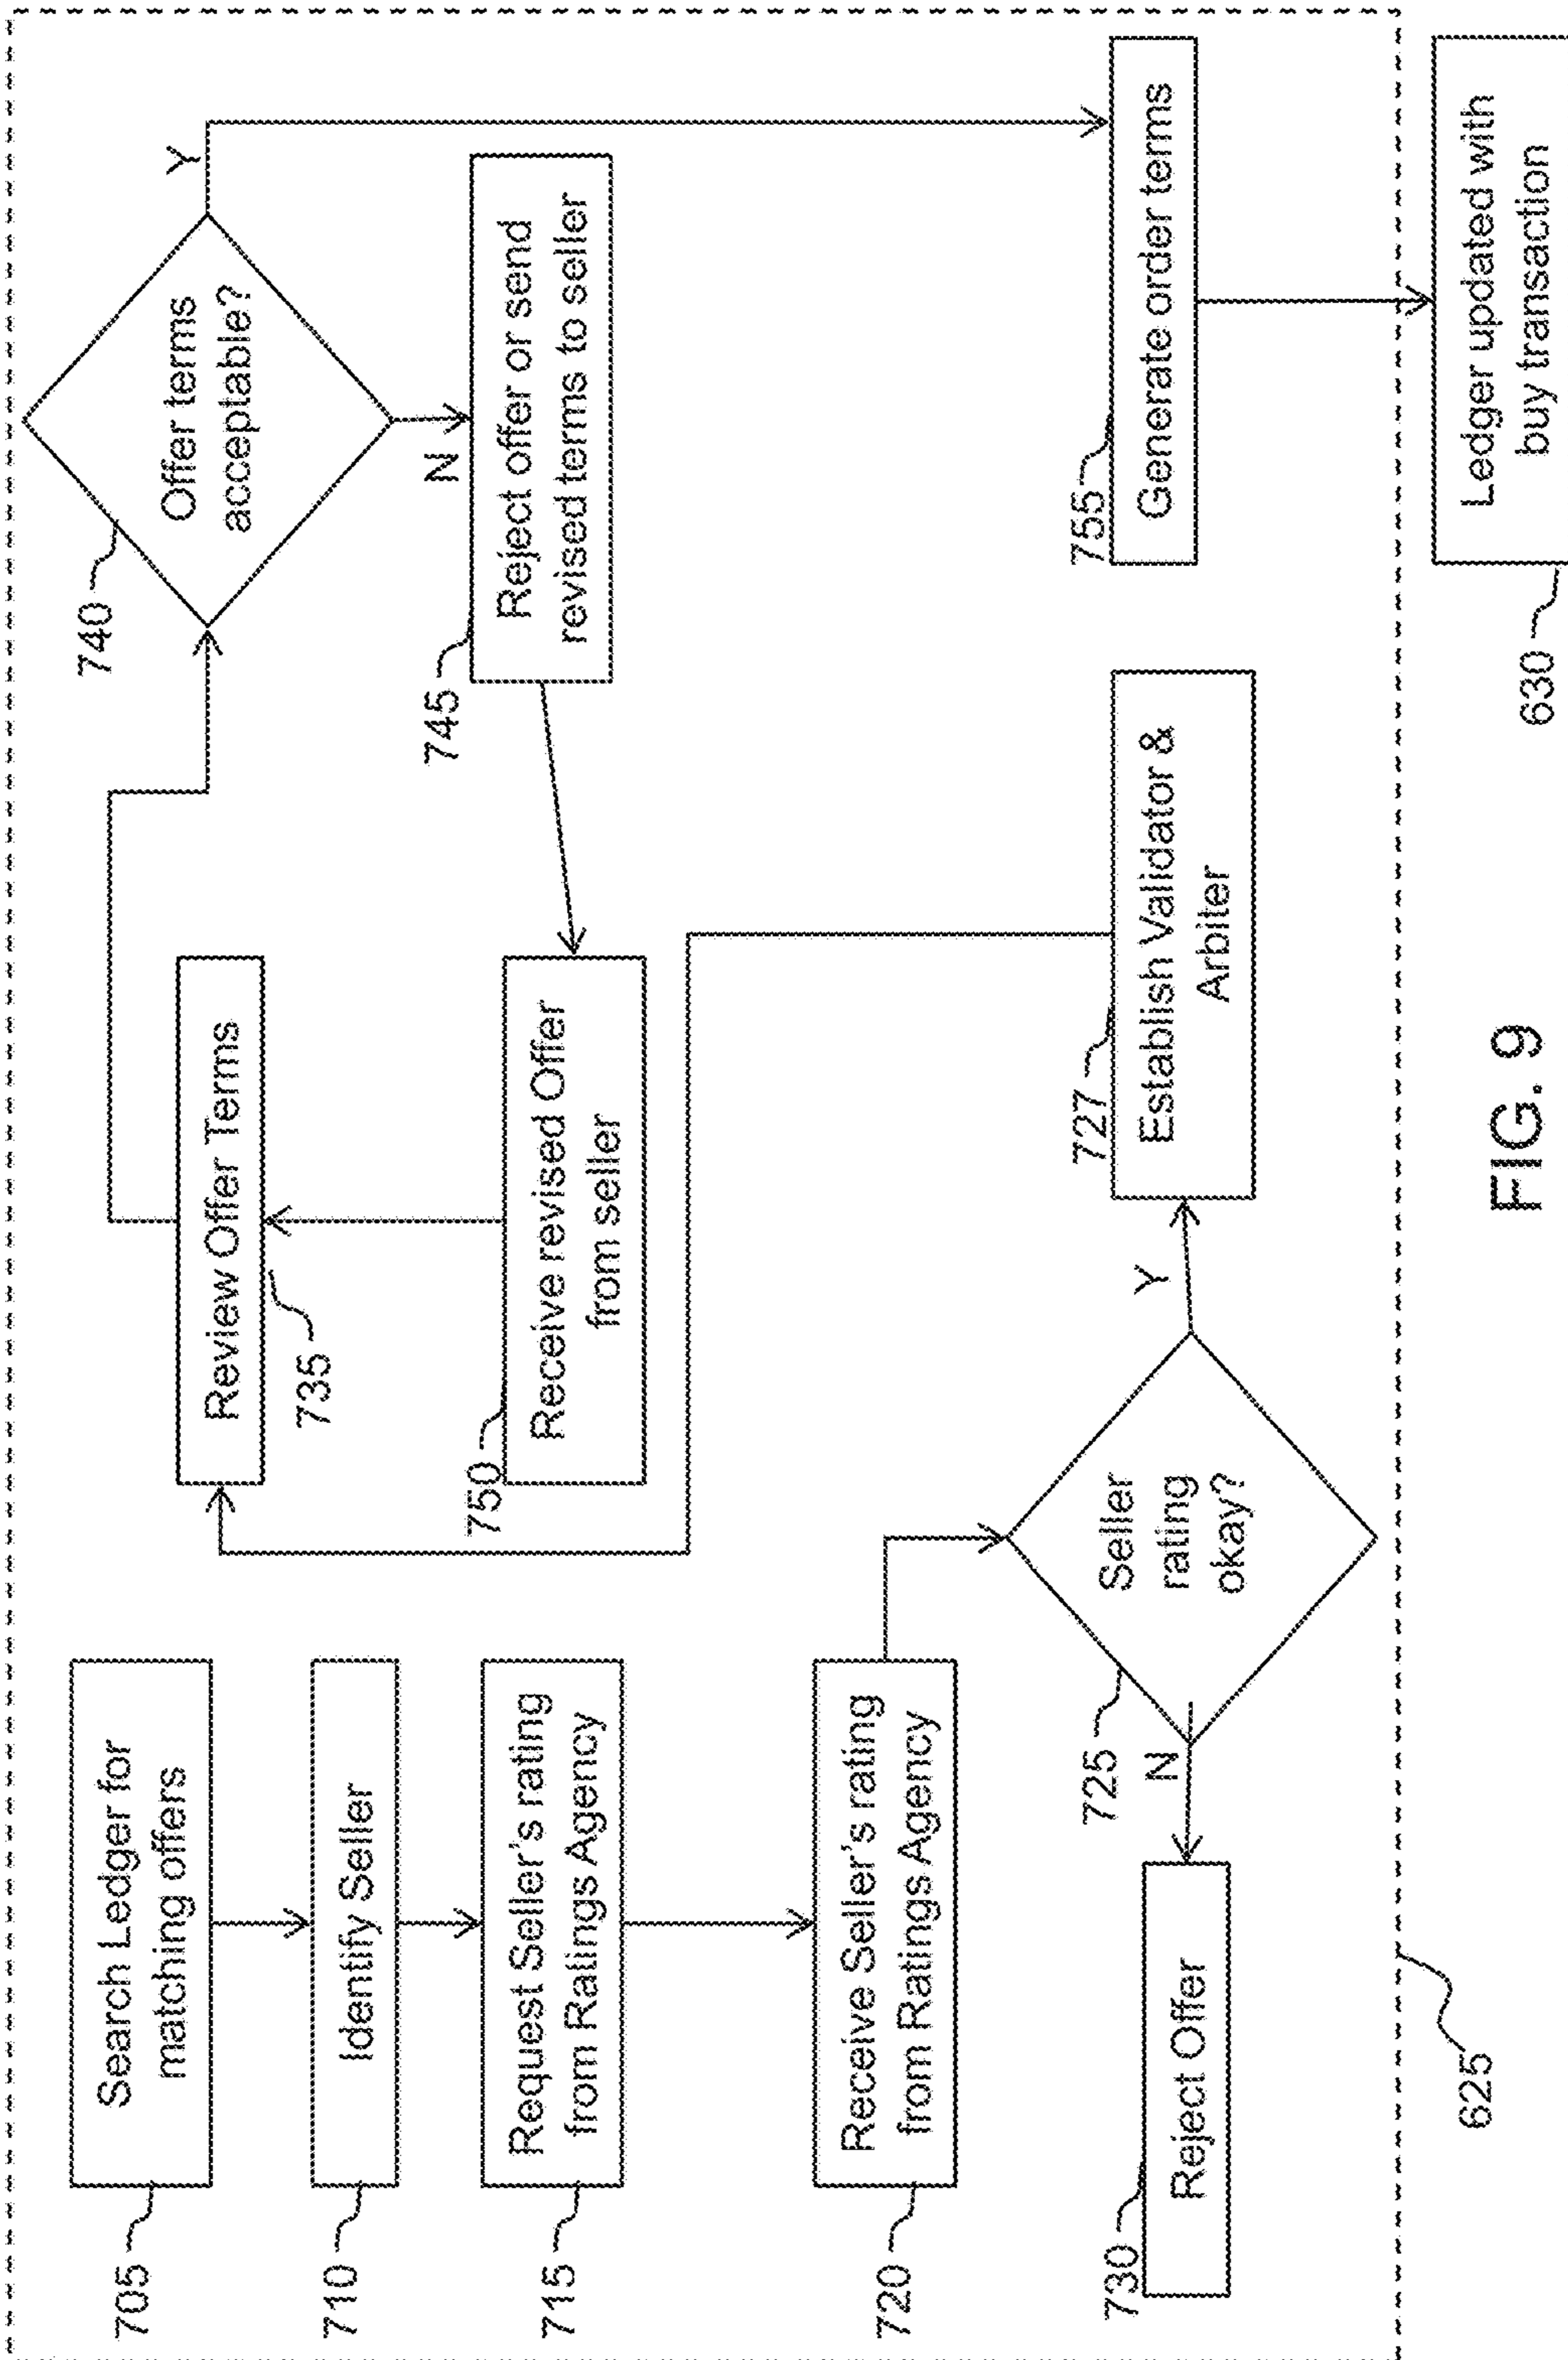 705
Search Ledger for
matching offers
710
Identify Seller
715
Request Seller's rating
from Ratings Agency
720
Receive Seller's rating
from Ratings Agency
725
Seller
rating
okay?
N
Y
730
Reject Offer
727
Establish Validator &
Arbiter
Review Offer Terms
735
750
Receive revised Offer
from seller
740
Offer terms
acceptable?
Y
N
745
Reject offer or send
revised terms to seller
755
Generate order terms
630
Ledger updated with
buy transaction
625
FIG. 9